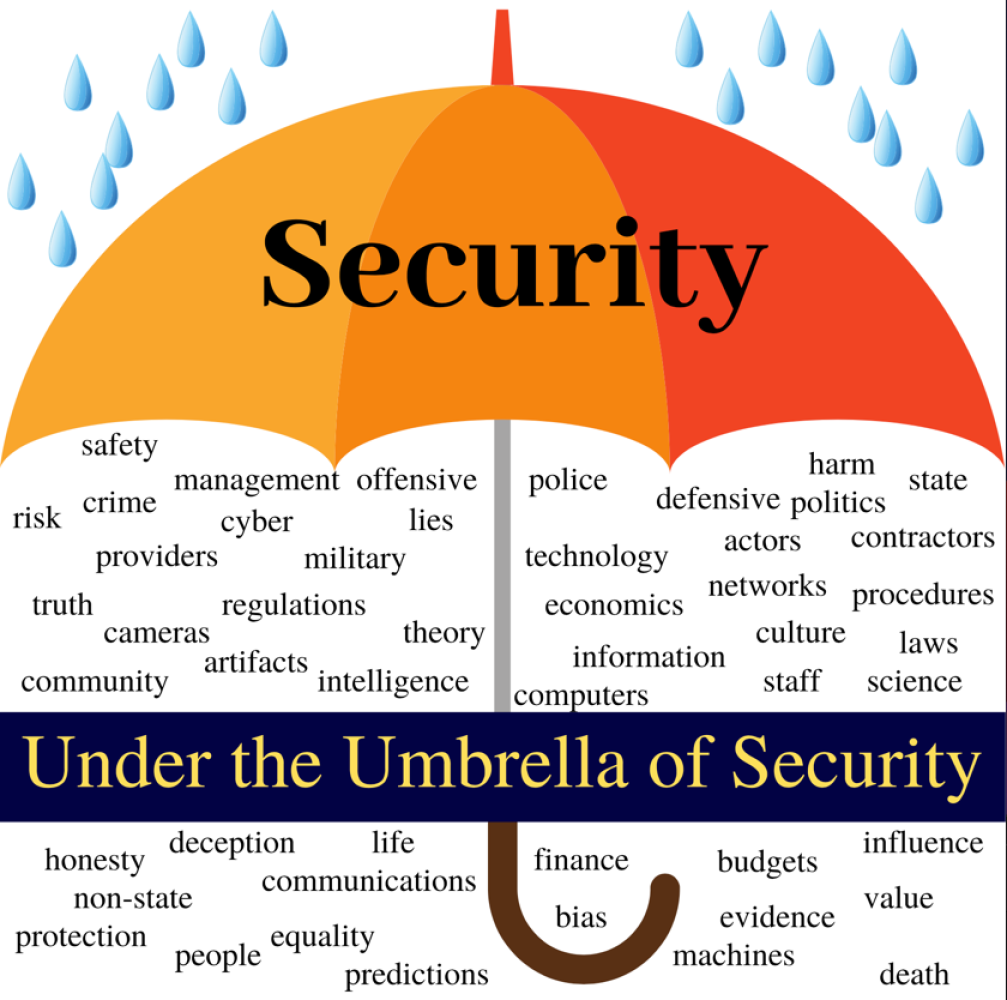 Security
safety
management offensive
police
harm
state
risk
crime
cyber
lies
defensive
politics
providers
military
technology
actors
contractors
truth
regulations
economics
networks
procedures
cameras
theory
culture
laws
artifacts
information
community
intelligence
computers
staff
science
Under the Umbrella of Security
honesty
deception
life
finance
budgets
influence
non-state
communications
bias
evidence
value
protection
people
equality
machines
predictions
death